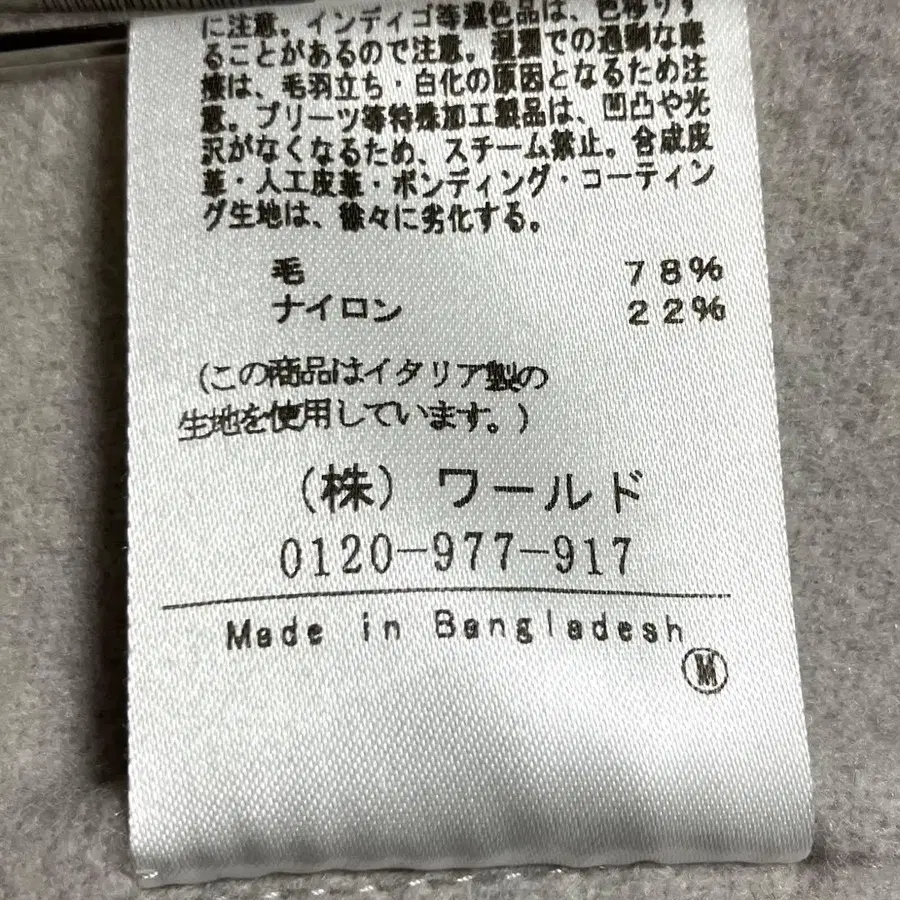 に注意。インディゴ等濃色品は、色移りす
ることがあるので注意。湿潤での過剰な摩
擦は、毛羽立ち・白化の原因となるため注
意。プリーツ等特殊加工製品は、凹凸や光
沢がなくなるため、スチーム禁止。合成皮
革・人工皮革・ボンディング・コーティン
グ生地は、徐々に劣化する。
毛 78%
ナイロン 22%
(この商品はイタリア製の
生地を使用しています。)
(株) ワールド
0120-977-917
Made in Bangladesh
M